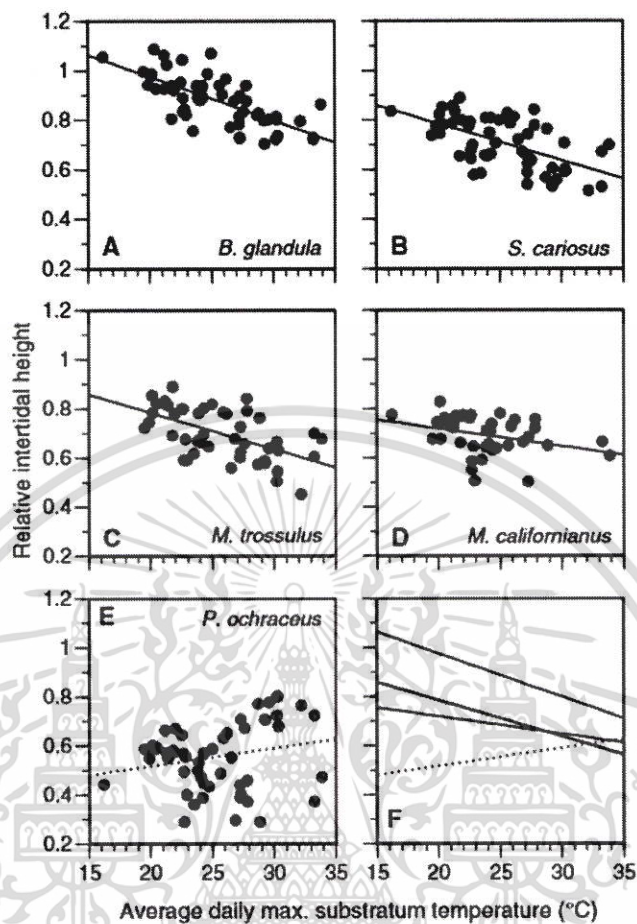 1.2
1
0.8
0.6
0.4
0.2
A
B. glandula
B
S. cariosus
1.2
1
0.8
0.6
0.4
0.2
C
M. trossulus
D
M. californianus
1.2
1
0.8
0.6
0.4
0.2
E
P. ochraceus
F
15 20 25 30 35 15 20 25 30 35
Relative intertidal height
Average daily max. substratum temperature (°C)